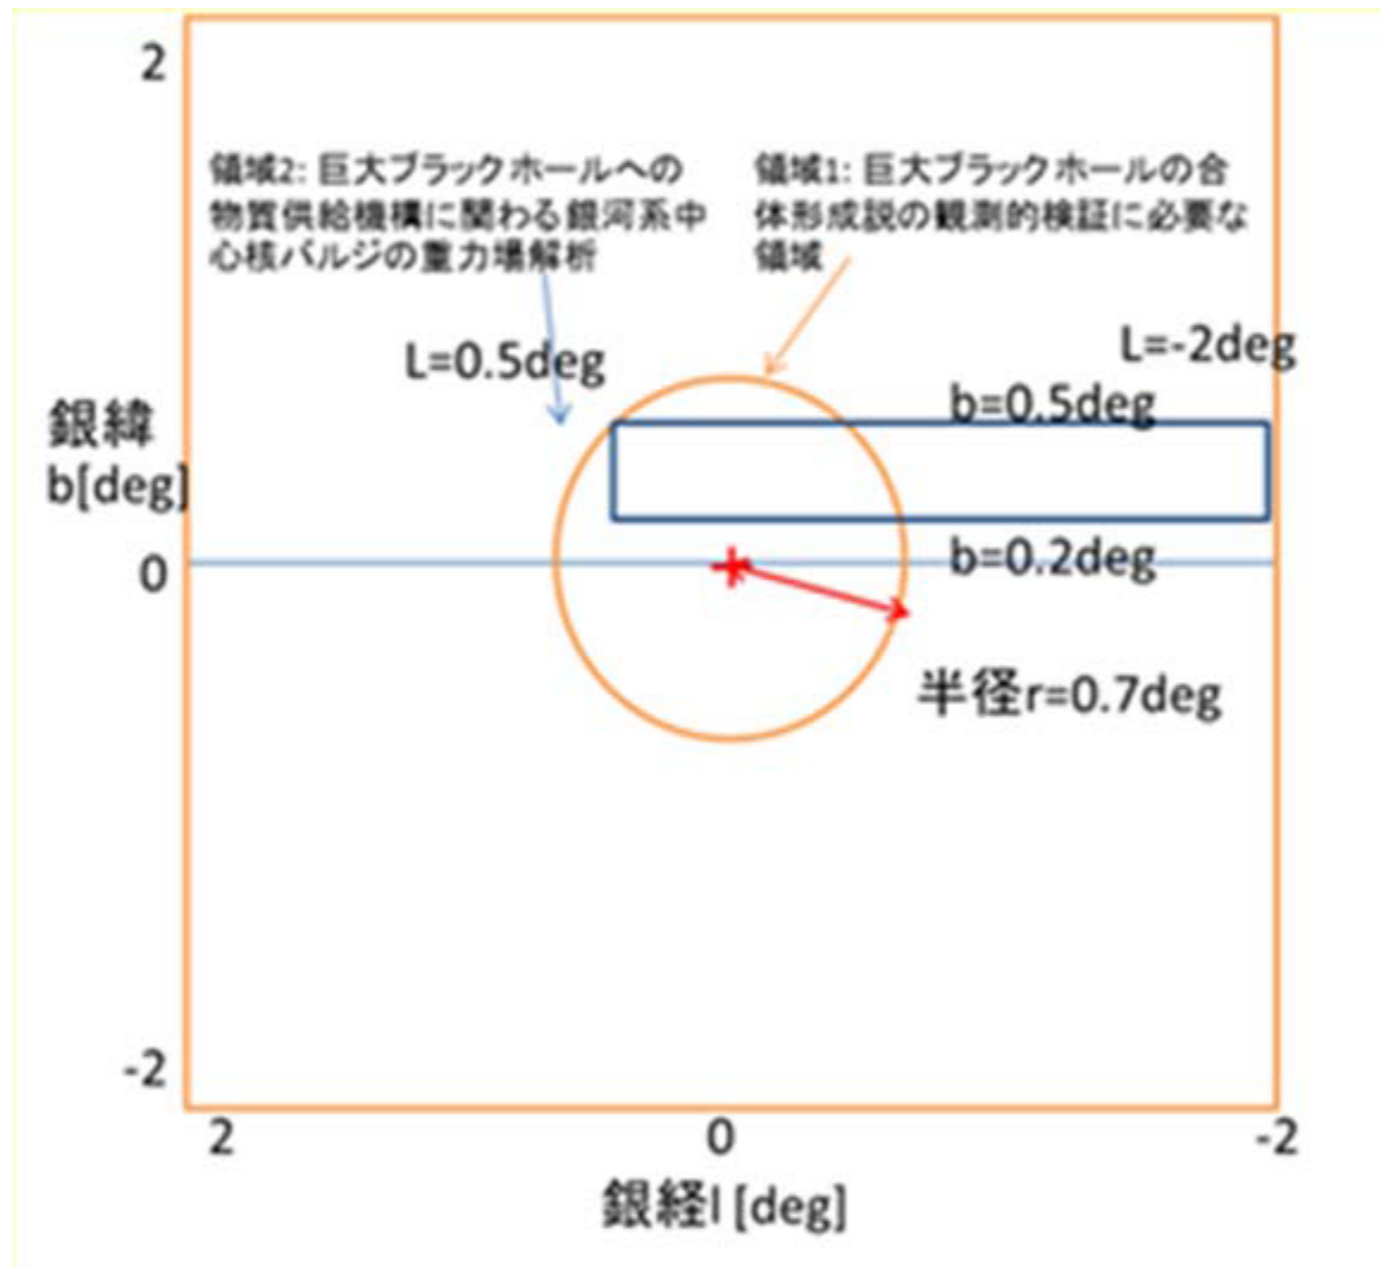 2
領域2: 巨大ブラックホールへの
物質供給機構に関わる銀河系中
心核バルジの重力場解析
領域1: 巨大ブラックホールの合
体形成説の観測的検証に必要な
領域
L=0.5deg
L=-2deg
b=0.5deg
銀緯
b[deg]
0
b=0.2deg
半径r=0.7deg
-2
2
0
-2
銀経l [deg]